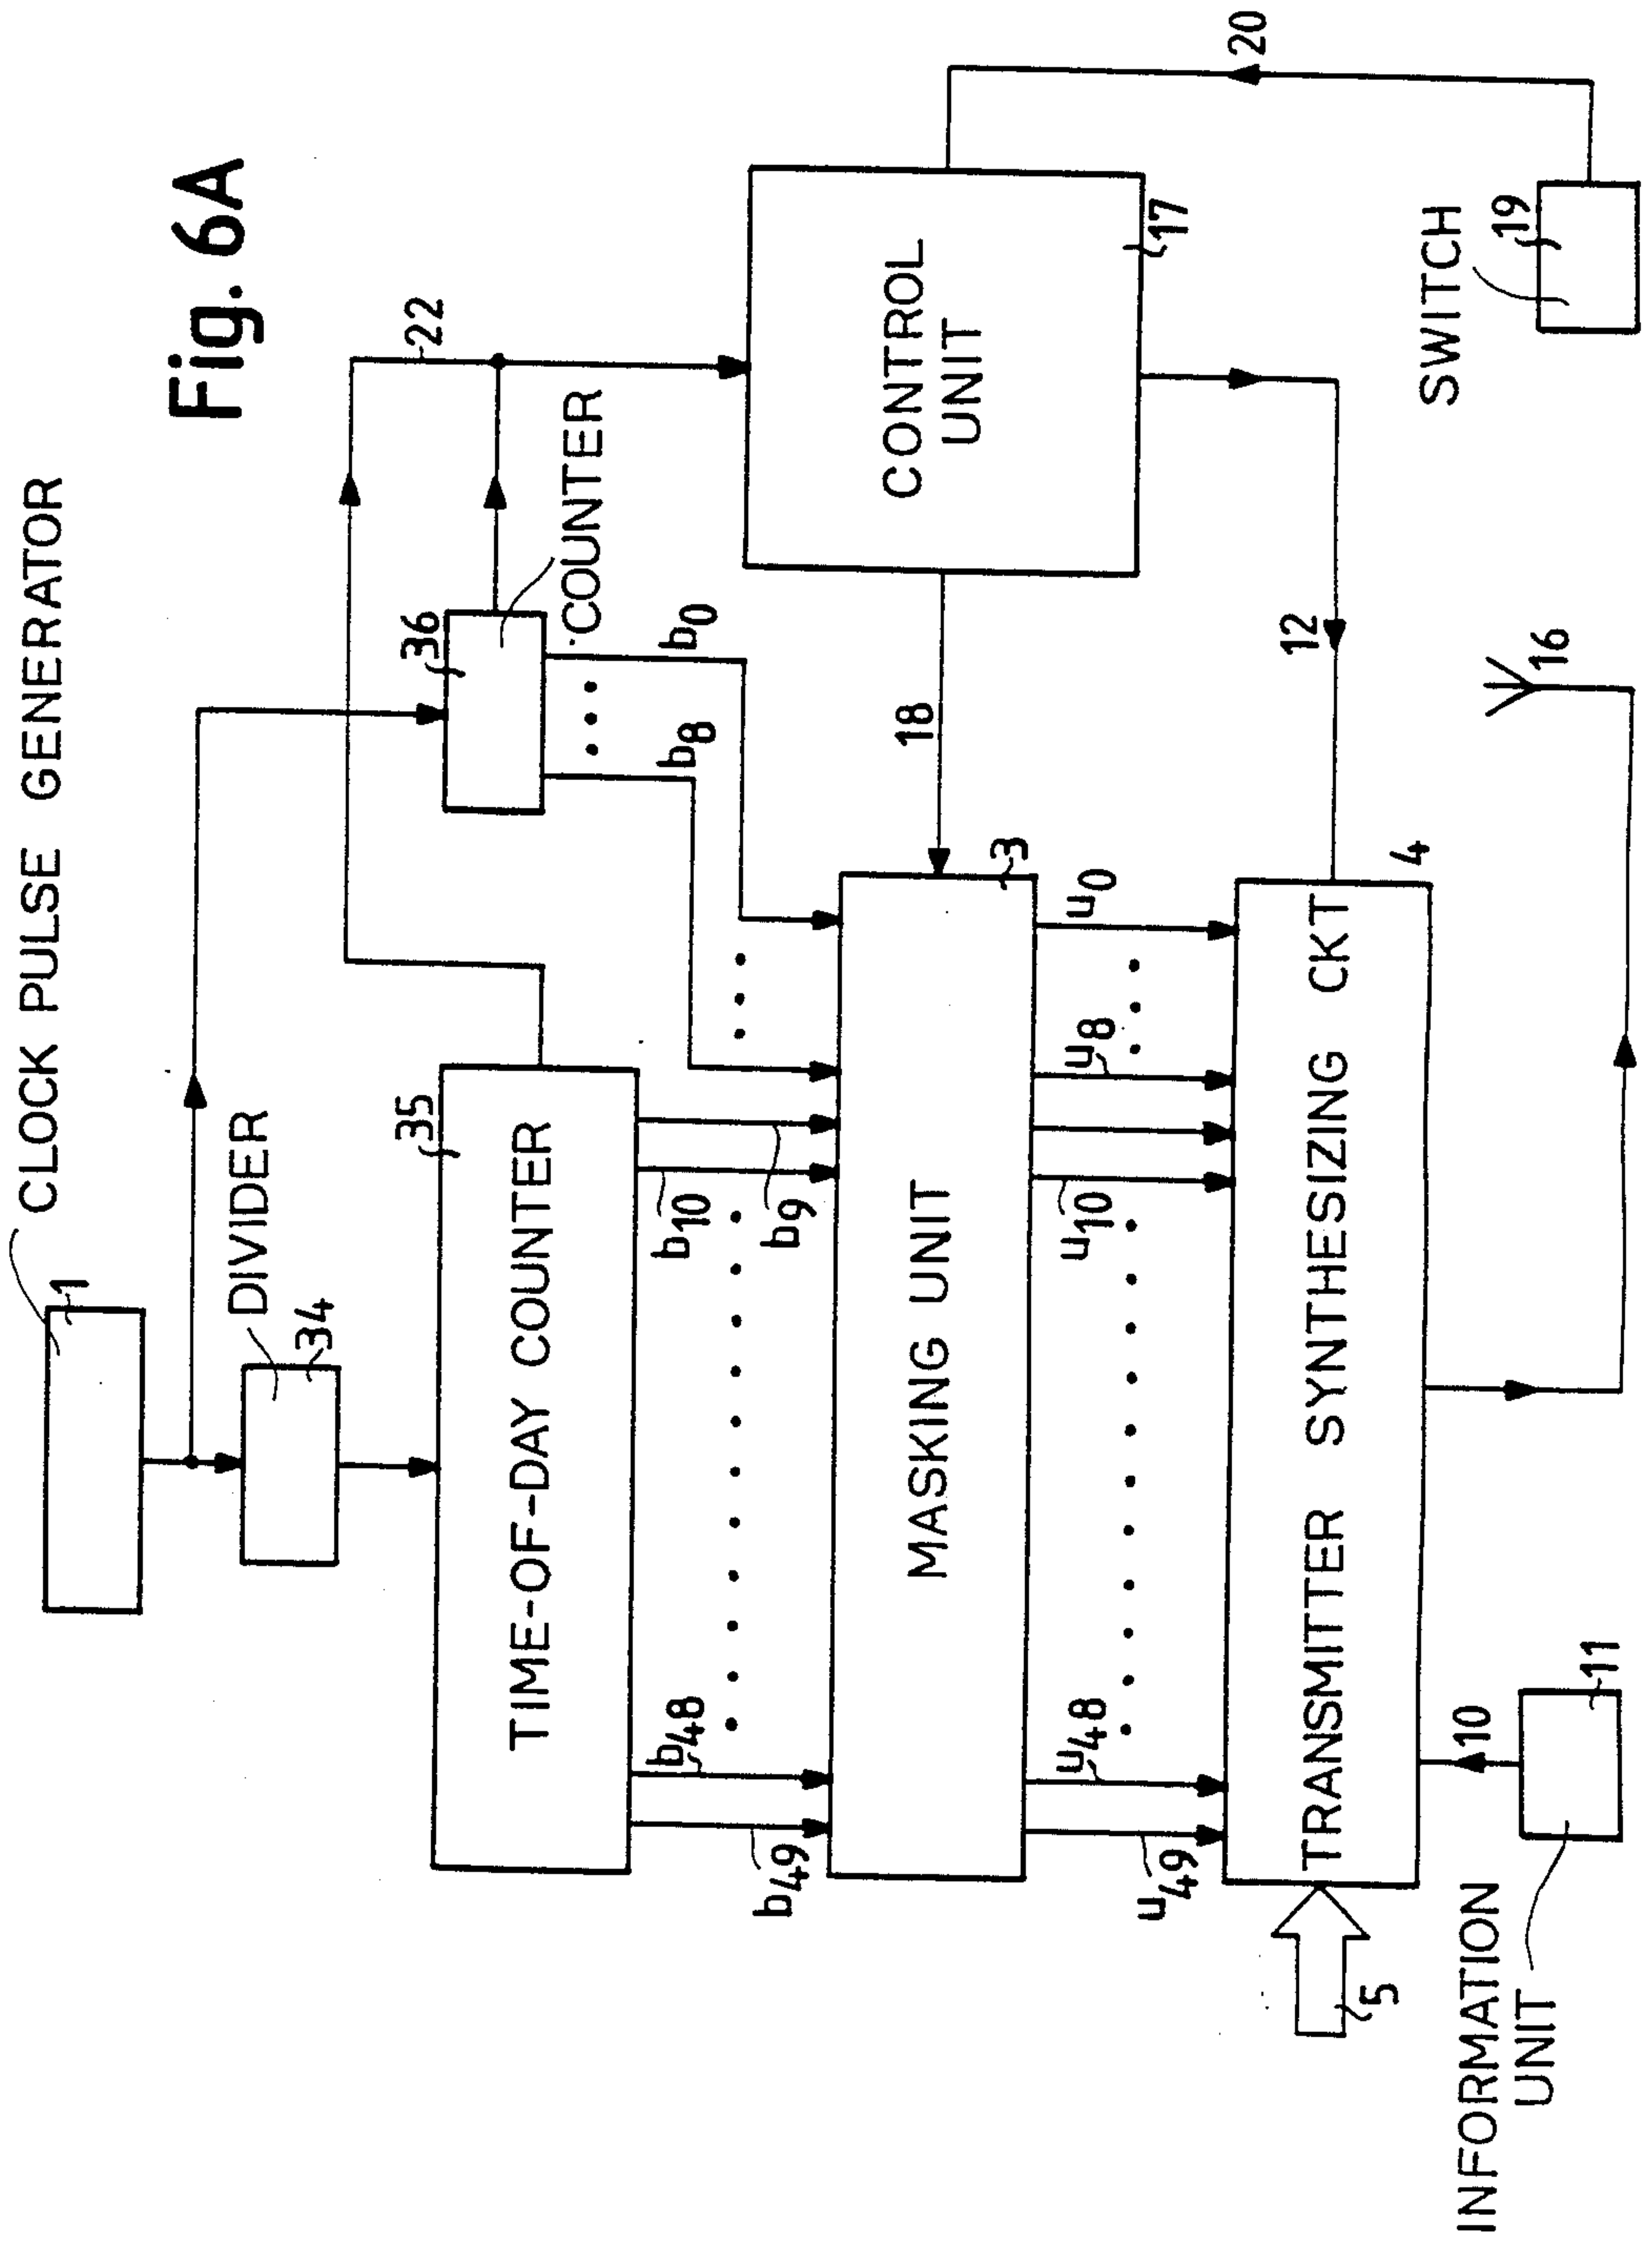 Fig. 6A
CLOCK PULSE GENERATOR
1
DIVIDER
34
22
35
TIME-OF-DAY COUNTER
36
COUNTER
b49
b48
b10
b9
b8
b0
CONTROL
UNIT
17
18
3
MASKING UNIT
u49
u48
u10
u8
u0
12
20
5
TRANSMITTER SYNTHESIZING CKT
4
SWITCH
19
10
11
INFORMATION
UNIT
16